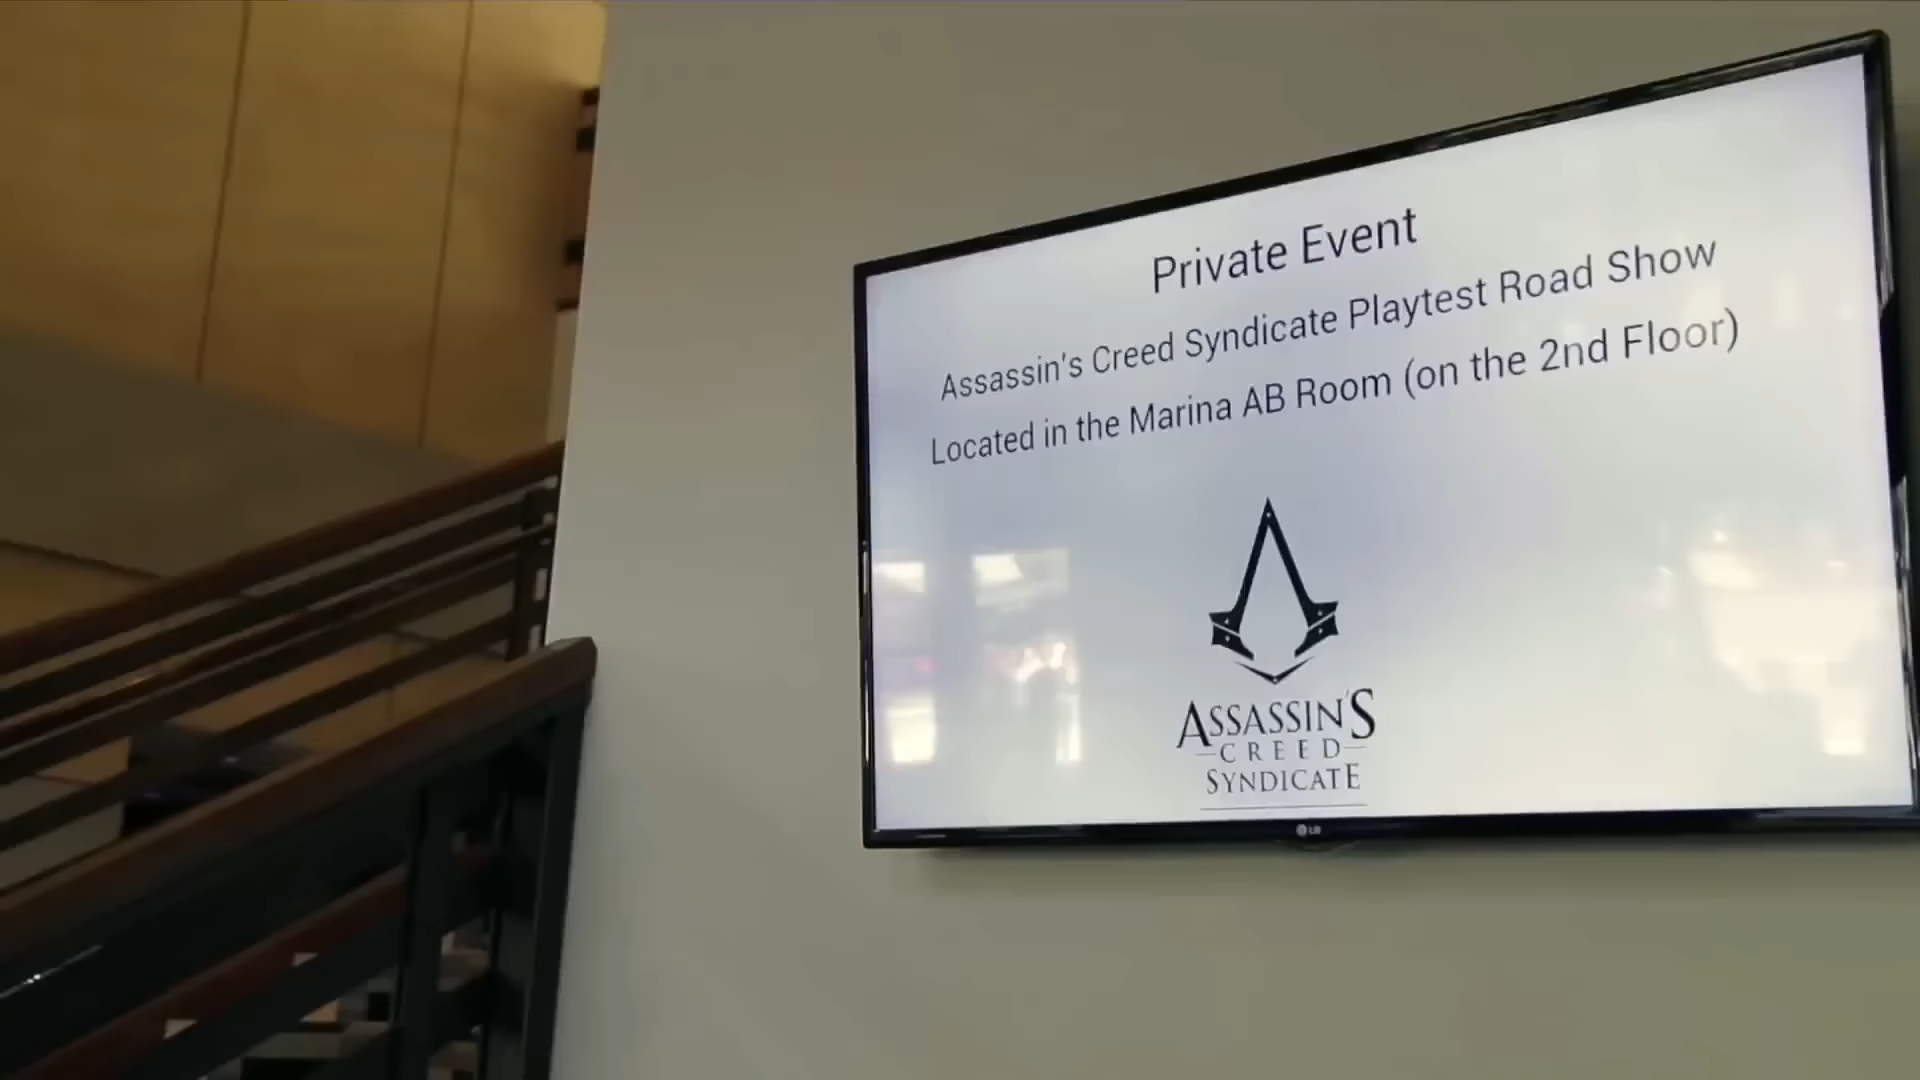 Private Event
Assassin's Creed Syndicate Playtest Road Show
Located in the Marina AB Room (on the 2nd Floor)
ASSASSIN'S
CREED
SYNDICATE
LG